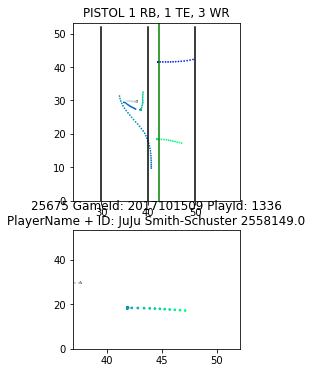 PISTOL 1 RB, 1 TE, 3 WR
50
40
30
20
10
0
30 40 50
25675 GameId: 2017101509 PlayId: 1336
PlayerName + ID: JuJu Smith-Schuster 2558149.0
40
20
0
40 45 50